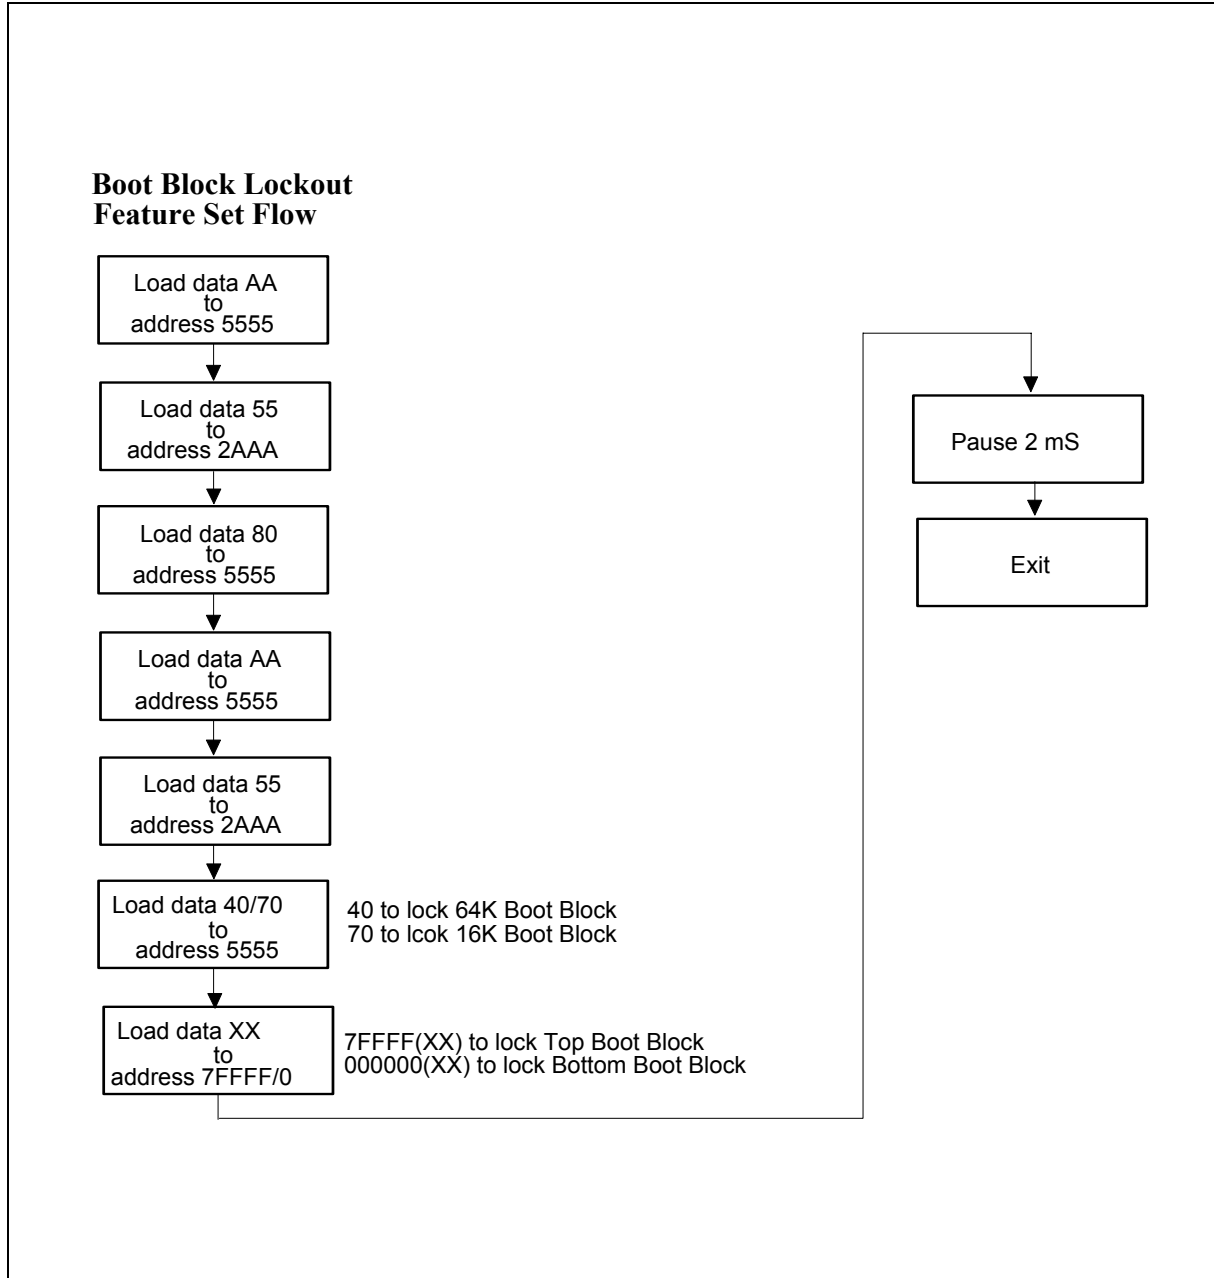 Boot Block Lockout
Feature Set Flow
Load data AA
to
address 5555
Load data 55
to
address 2AAA
Load data 80
to
address 5555
Load data AA
to
address 5555
Load data 55
to
address 2AAA
Load data 40/70
to
address 5555
40 to lock 64K Boot Block
70 to lcok 16K Boot Block
Load data XX
to
address 7FFFF/0
7FFFF(XX) to lock Top Boot Block
000000(XX) to lock Bottom Boot Block
Pause 2 mS
Exit